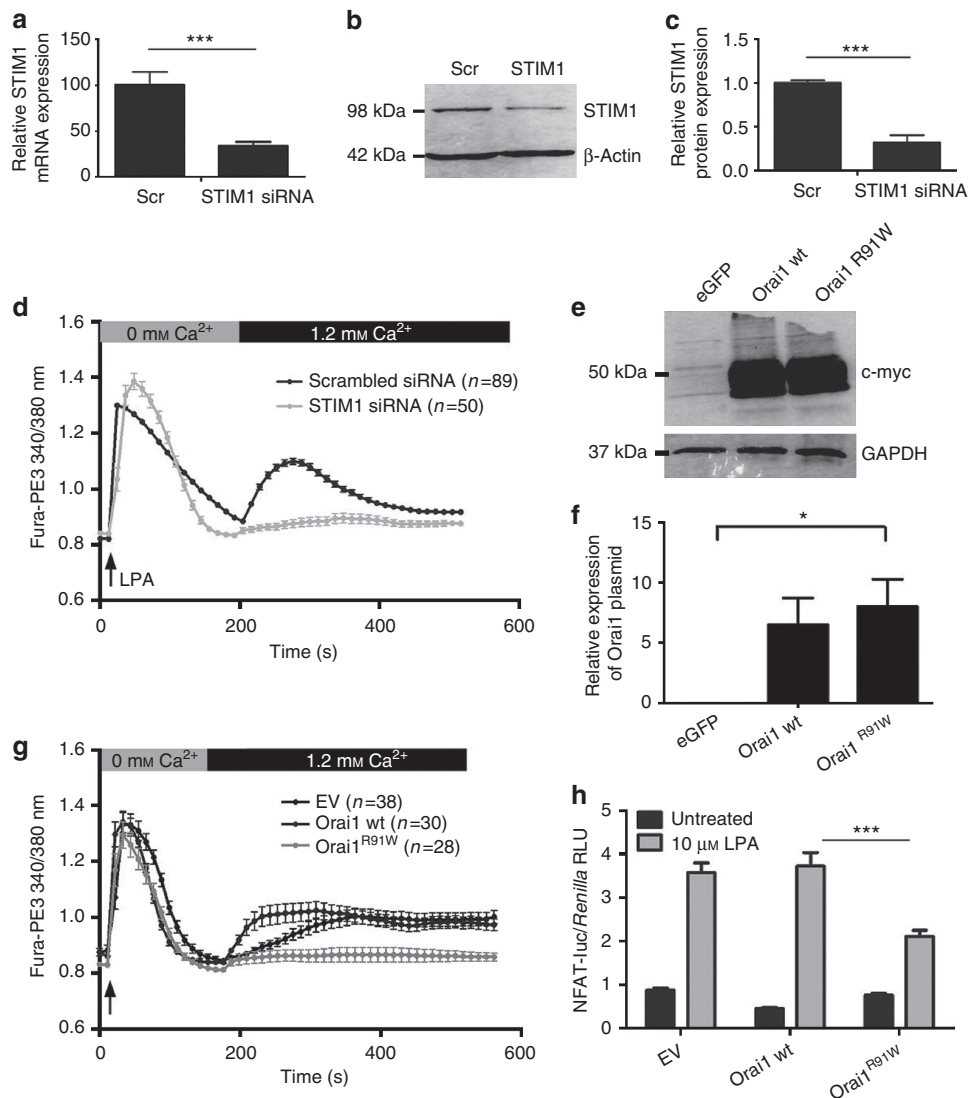 a
Relative STIM1
mRNA expression
150
100
50
0
***
Scr
STIM1 siRNA
b
Scr
STIM1
98 kDa
STIM1
42 kDa
β-Actin
c
Relative STIM1
protein expression
1.5
1.0
0.5
0.0
***
Scr
STIM1 siRNA
d
Fura-PE3 340/380 nm
1.6
1.4
1.2
1.0
0.8
0.6
0 mM Ca²⁺
1.2 mM Ca²⁺
Scrambled siRNA (n=89)
STIM1 siRNA (n=50)
LPA
0
200
400
600
Time (s)
e
eGFP
Orai1 wt
Orai1 R91W
50 kDa
c-myc
37 kDa
GAPDH
f
Relative expression
of Orai1 plasmid
15
10
5
0
*
eGFP
Orai1 wt
Orai1 R91W
g
Fura-PE3 340/380 nm
1.6
1.4
1.2
1.0
0.8
0.6
0 mM Ca²⁺
1.2 mM Ca²⁺
EV (n=38)
Orai1 wt (n=30)
Orai1R91W (n=28)
0
200
400
600
Time (s)
h
NFAT-luc/Renilla RLU
5
4
3
2
1
0
Untreated
10 μM LPA
***
EV
Orai1 wt
Orai1R91W